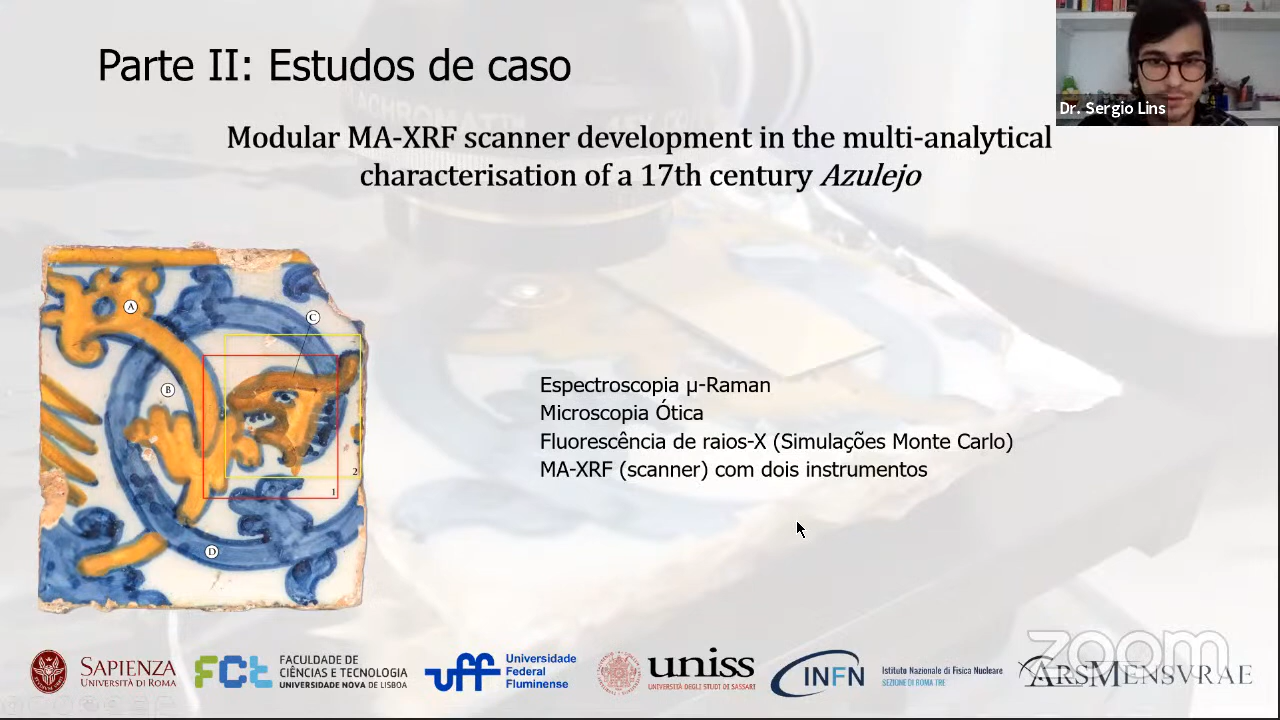 Parte II: Estudos de caso
Dr. Sergio Lins
Modular MA-XRF scanner development in the multi-analytical
characterisation of a 17th century Azulejo
A
C
B
2
1
D
Espectroscopia µ-Raman
Microscopia Ótica
Fluorescência de raios-X (Simulações Monte Carlo)
MA-XRF (scanner) com dois instrumentos
zoom
SAPIENZA
UNIVERSITÀ DI ROMA
FCt
FACULDADE DE
CIÊNCIAS E TECNOLOGIA
UNIVERSIDADE NOVA DE LISBOA
uff
Universidade
Federal
Fluminense
uniss
UNIVERSITÀ DEGLI STUDI DI SASSARI
INFN
Istituto Nazionale di Fisica Nucleare
SEZIONE DI ROMA TRE
ARSMENSVRAE